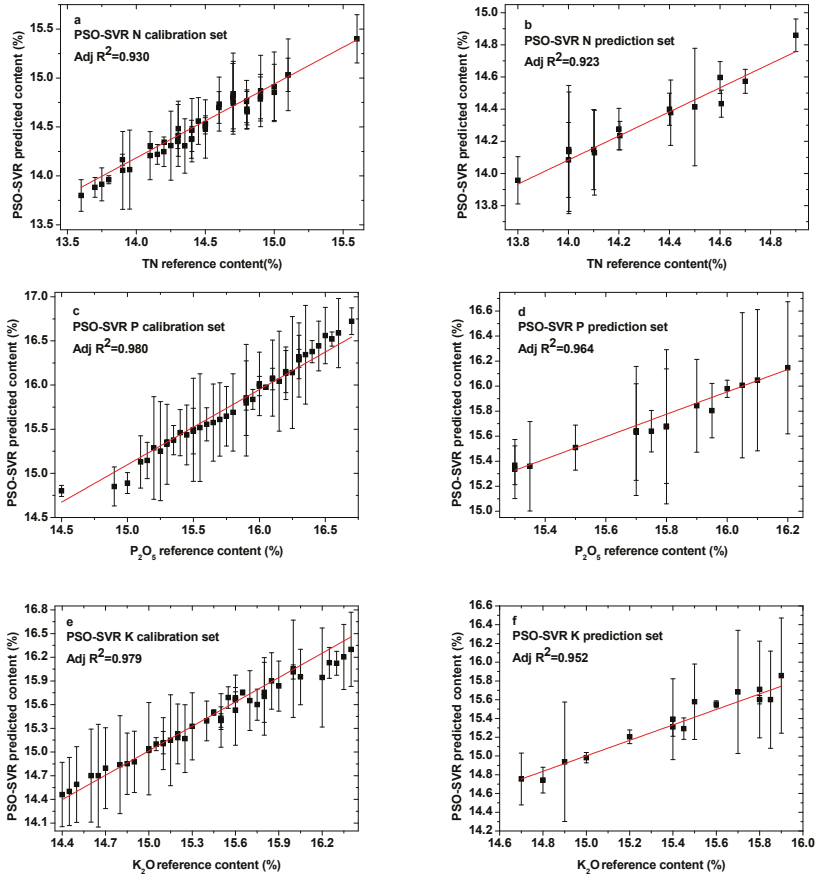 a
PSO-SVR N calibration set
Adj R²=0.930
PSO-SVR predicted content (%)
15.5
15.0
14.5
14.0
13.5
13.5 14.0 14.5 15.0 15.5
TN reference content(%)
b
PSO-SVR N prediction set
Adj R²=0.923
PSO-SVR predicted content (%)
15.0
14.8
14.6
14.4
14.2
14.0
13.8
13.8 14.0 14.2 14.4 14.6 14.8
TN reference content(%)
c
PSO-SVR P calibration set
Adj R²=0.980
PSO-SVR predicted content (%)
17.0
16.5
16.0
15.5
15.0
14.5
14.5 15.0 15.5 16.0 16.5
P₂O₅ reference content (%)
d
PSO-SVR P prediction set
Adj R²=0.964
PSO-SVR predicted content (%)
16.6
16.4
16.2
16.0
15.8
15.6
15.4
15.2
15.0
15.4 15.6 15.8 16.0 16.2
P₂O₅ reference content (%)
e
PSO-SVR K calibration set
Adj R²=0.979
PSO-SVR predicted content (%)
16.8
16.5
16.2
15.9
15.6
15.3
15.0
14.7
14.4
14.4 14.7 15.0 15.3 15.6 15.9 16.2
K₂O reference content (%)
f
PSO-SVR K prediction set
Adj R²=0.952
PSO-SVR predicted content (%)
16.6
16.4
16.2
16.0
15.8
15.6
15.4
15.2
15.0
14.8
14.6
14.4
14.2
14.6 14.8 15.0 15.2 15.4 15.6 15.8 16.0
K₂O reference content (%)